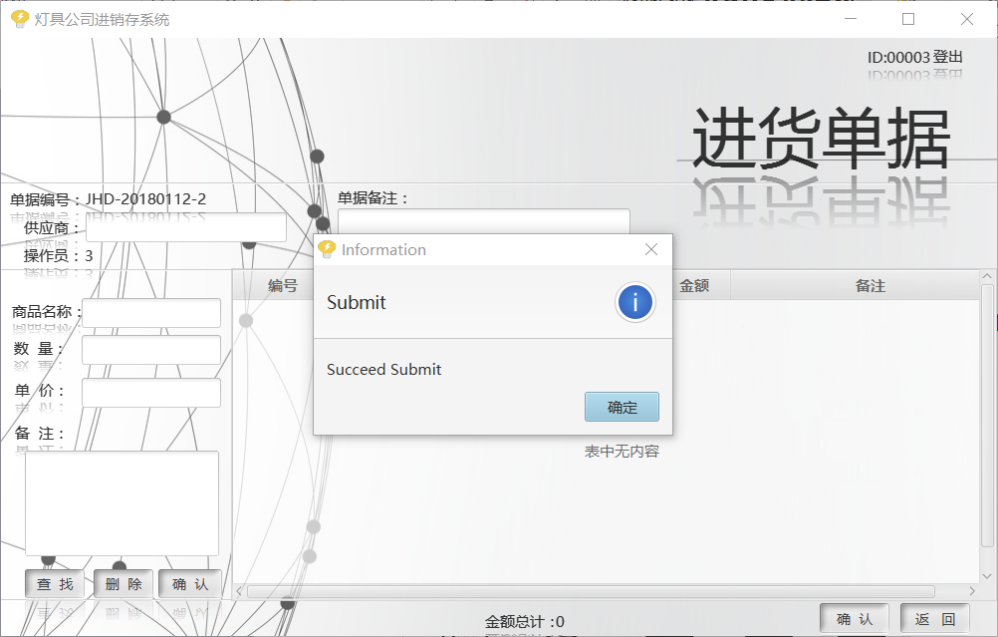 灯具公司进销存系统
ID:00003 登出
进货单据
单据编号：JHD-20180112-2
单据备注：
供应商：
操作员：3
Information
Submit
Succeed Submit
确定
编号
金额
备注
商品名称：
数 量：
单 价：
备 注：
表中无内容
查 找
删 除
确 认
金额总计：0
确 认
返 回